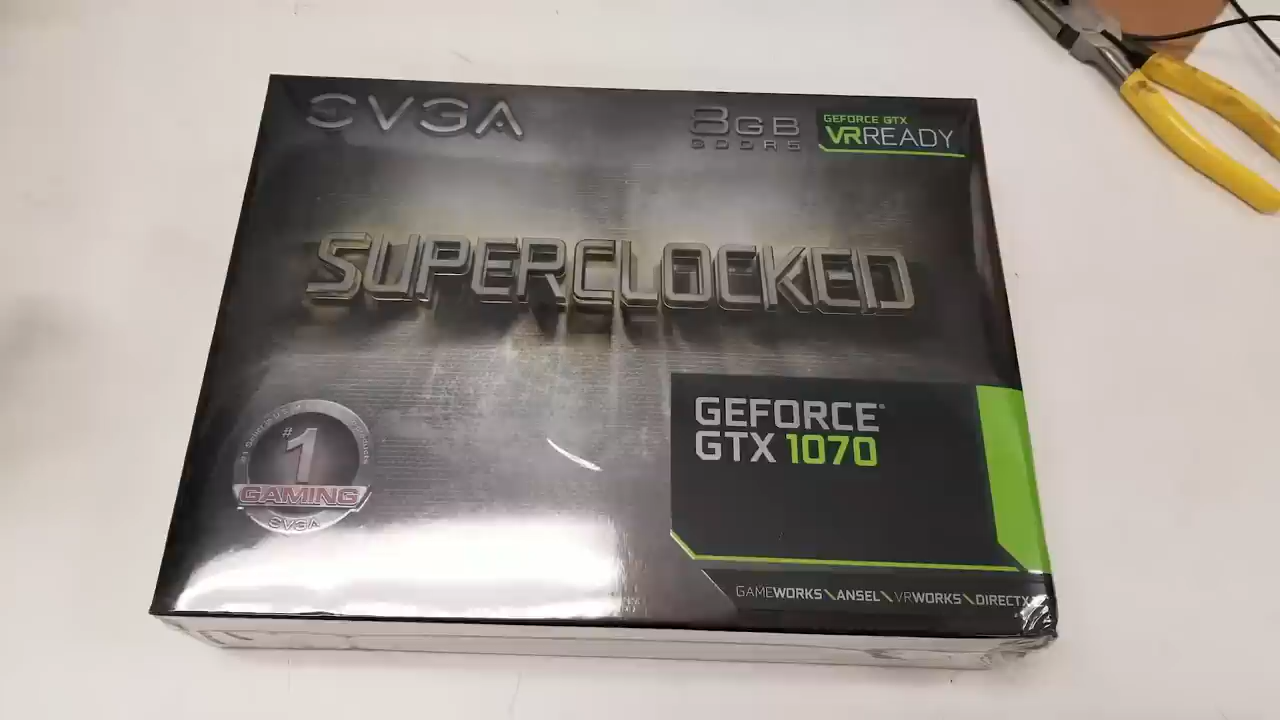 EVGA
8GB
GDDR5
GEFORCE GTX
VRREADY
SUPERCLOCKED
#1
GAMING
EVGA
GEFORCE®
GTX 1070
GAMEWORKS \ ANSEL \ VRWORKS \ DIRECTX